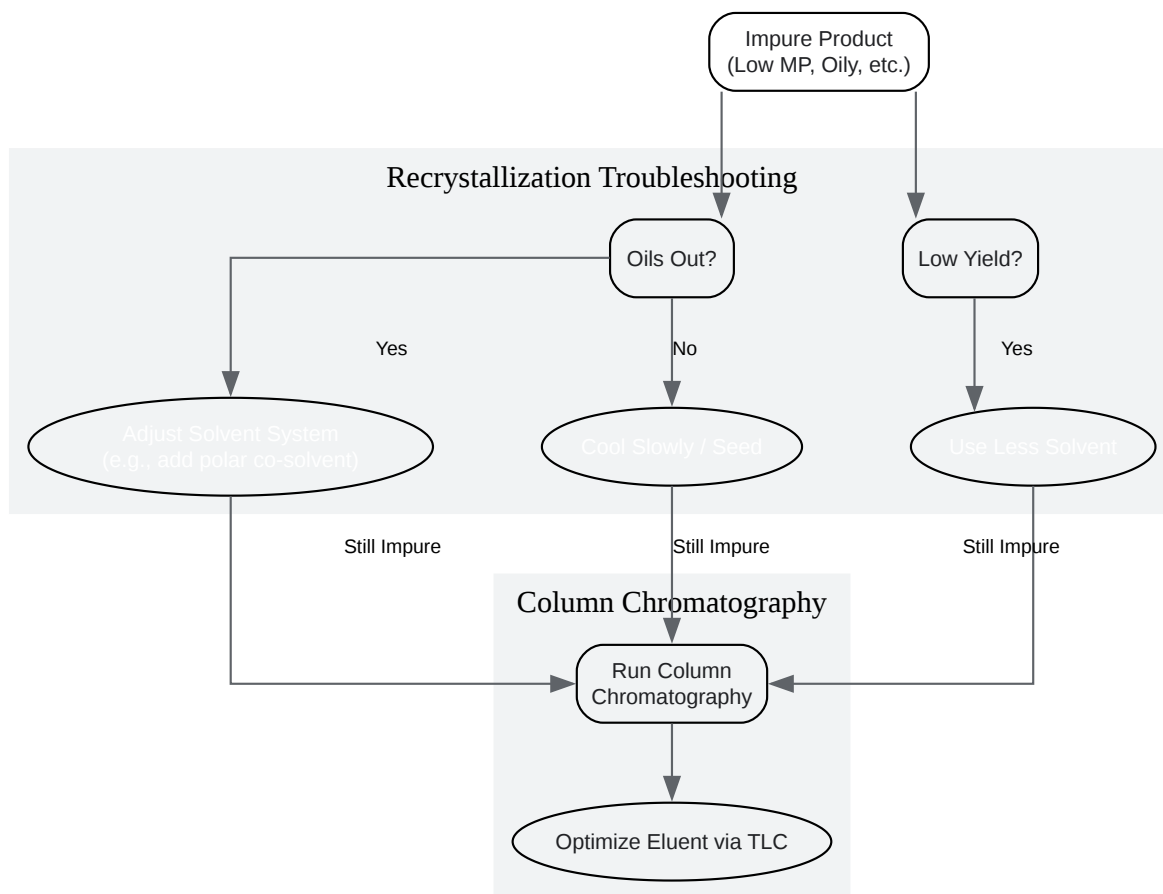 Impure Product
(Low MP, Oily, etc.)
Recrystallization Troubleshooting
Oils Out?
Low Yield?
Yes
No
Yes
Adjust Solvent System
(e.g., add polar co-solvent)
Cool Slowly / Seed
Use Less Solvent
Still Impure
Still Impure
Still Impure
Column Chromatography
Run Column
Chromatography
Optimize Eluent via TLC